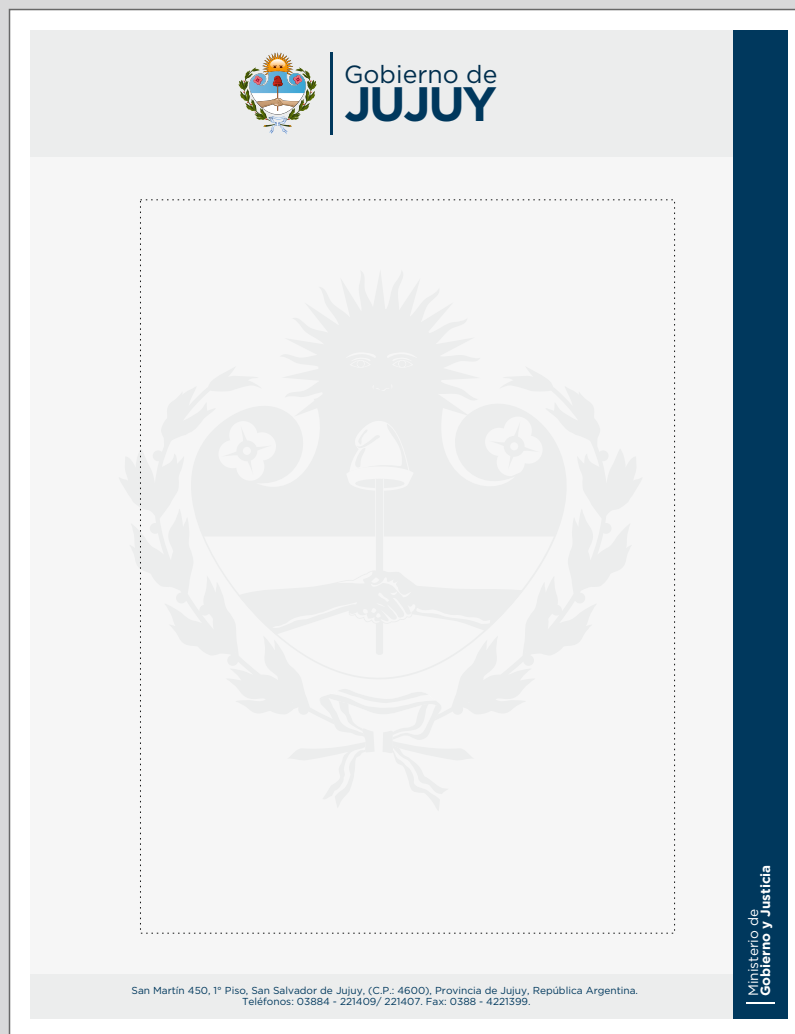 Gobierno de
JUJUY
San Martín 450, 1° Piso, San Salvador de Jujuy, (C.P.: 4600), Provincia de Jujuy, República Argentina.
Teléfonos: 03884 - 221409/ 221407. Fax: 0388 - 4221399.
Ministerio de
Gobierno y Justicia